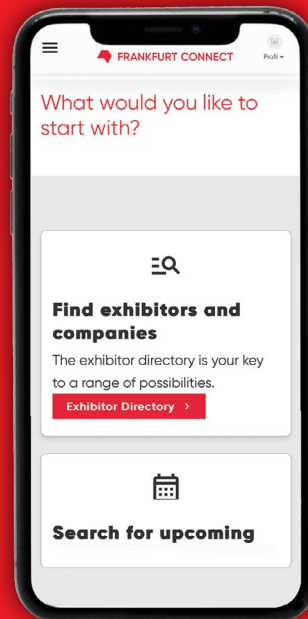 FRANKFURT CONNECT
Profil
What would you like to
start with?
Find exhibitors and
companies
The exhibitor directory is your key
to a range of possibilities.
Exhibitor Directory >
Search for upcoming